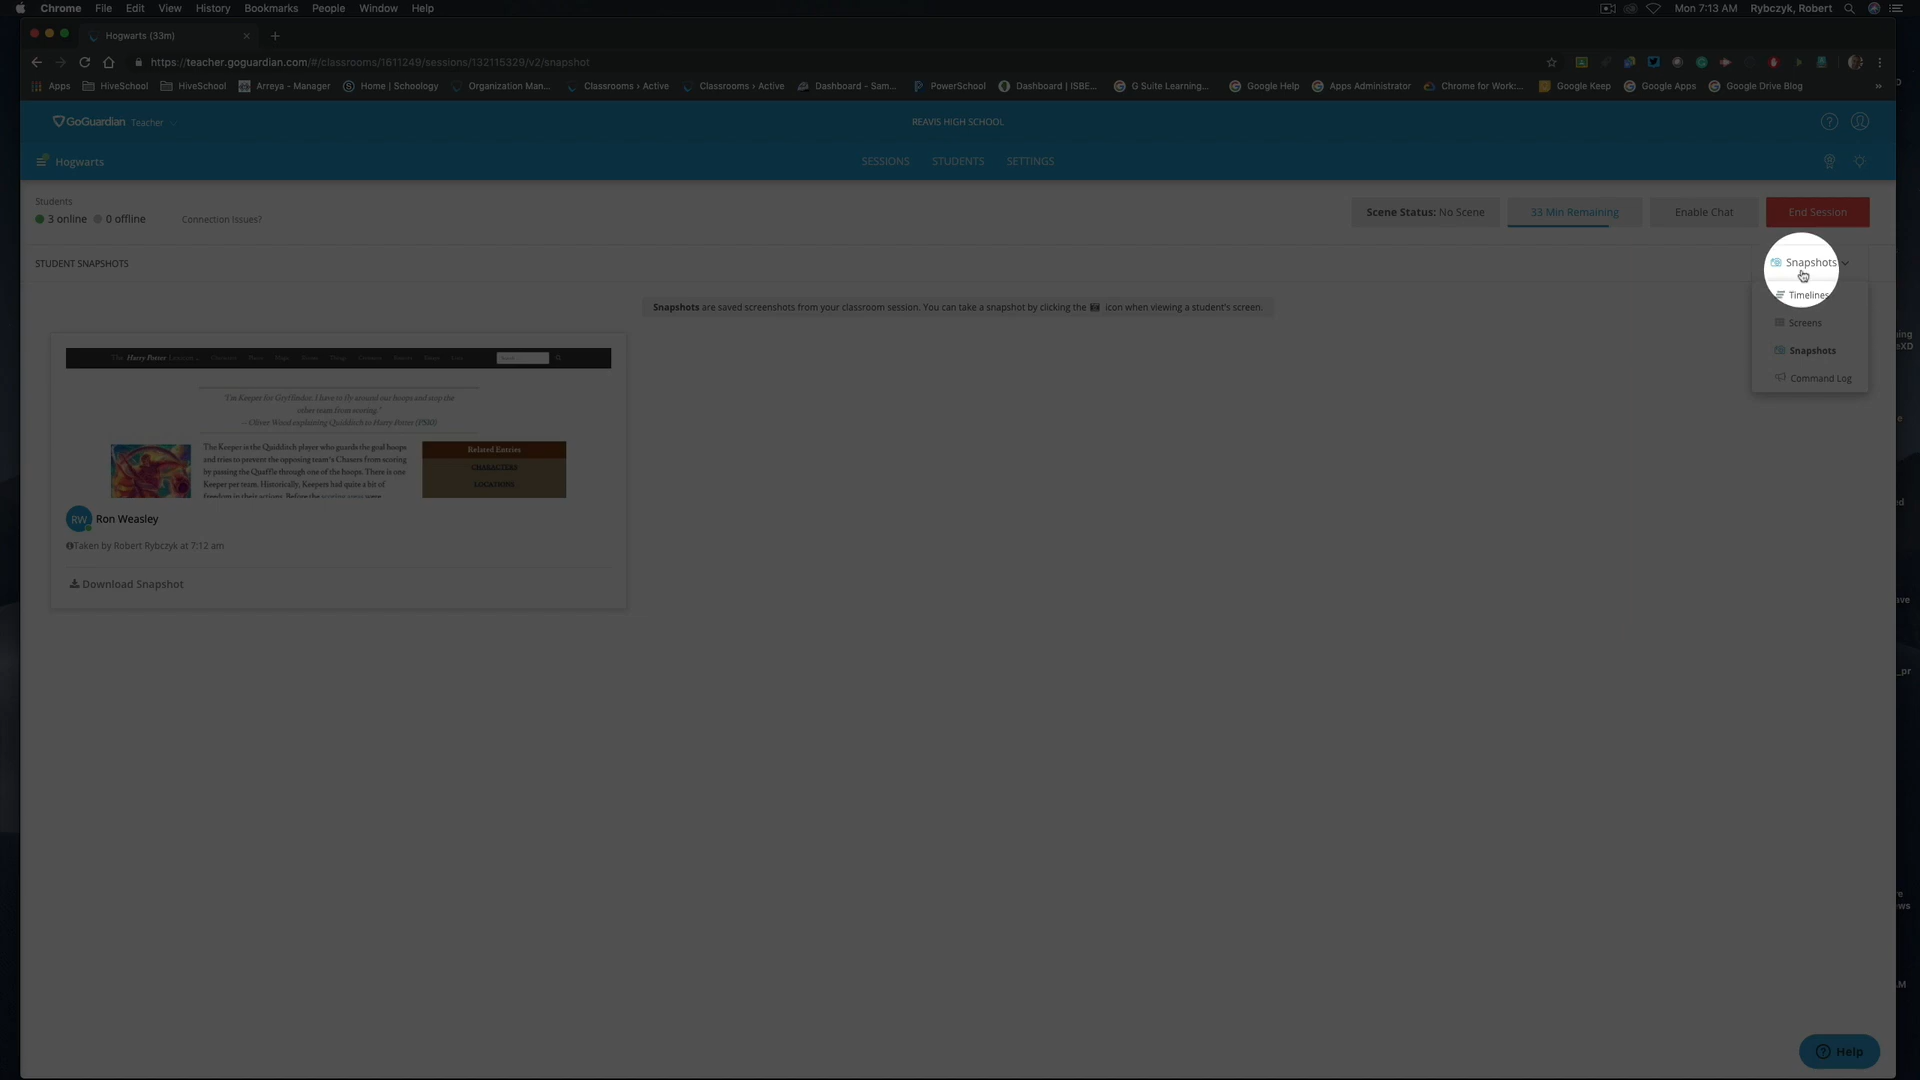 Chrome File Edit View History Bookmarks People Window Help Mon 7:13 AM Rybczyk, Robert
Hogwarts (33m)
https://teacher.goguardian.com/#/classrooms/1611249/sessions/132115329/v2/snapshot
Apps HiveSchool HiveSchool Arreya - Manager Home | Schoology Organization Man... Classrooms › Active Classrooms › Active Dashboard - Sam... PowerSchool Dashboard | ISBE... G Suite Learning... Google Help Apps Administrator Chrome for Work:... Google Keep Google Apps Google Drive Blog »
GoGuardian Teacher REAVIS HIGH SCHOOL
Hogwarts SESSIONS STUDENTS SETTINGS
Students
3 online 0 offline Connection Issues?
Scene Status: No Scene 33 Min Remaining Enable Chat End Session
STUDENT SNAPSHOTS
Snapshots
Timelines
Screens
Snapshots
Command Log
Snapshots are saved screenshots from your classroom session. You can take a snapshot by clicking the icon when viewing a student's screen.
The Harry Potter Lexicon
"I'm Keeper for Gryffindor. I have to fly around our hoops and stop the
other team from scoring."
-- Oliver Wood explaining Quidditch to Harry Potter (PS10)
The Keeper is the Quidditch player who guards the goal hoops
and tries to prevent the opposing team's Chasers from scoring
by passing the Quaffle through one of the hoops. There is one
Keeper per team. Historically, Keepers had quite a bit of
freedom in their actions. Before the scoring areas were
Related Entries
CHARACTERS
LOCATIONS
RW Ron Weasley
Taken by Robert Rybczyk at 7:12 am
Download Snapshot
Help